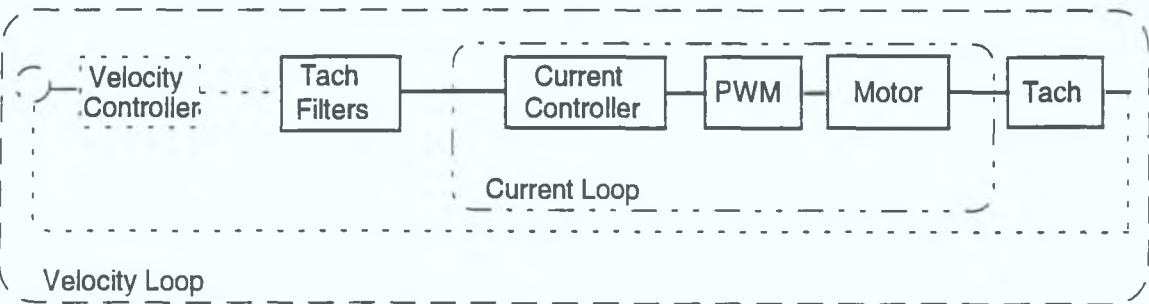 Velocity
Controller
Tach
Filters
Current
Controller
PWM
Motor
Tach
Current Loop
Velocity Loop